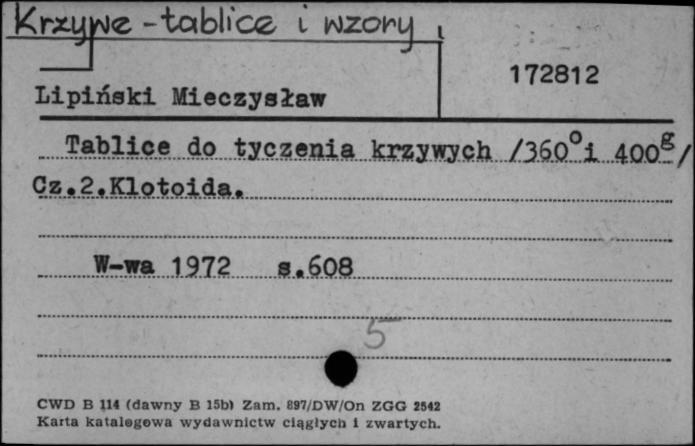 Krzywe - tablice i wzory
172812
Lipiński Mieczysław
Tablice do tyczenia krzywych /360° i 400ᵍ/
Cz.2.Klotoida.
W-wa 1972 s.608
5
CWD B 114 (dawny B 15b) Zam. 897/DW/On ZGG 2542
Karta katalogowa wydawnictw ciągłych i zwartych.